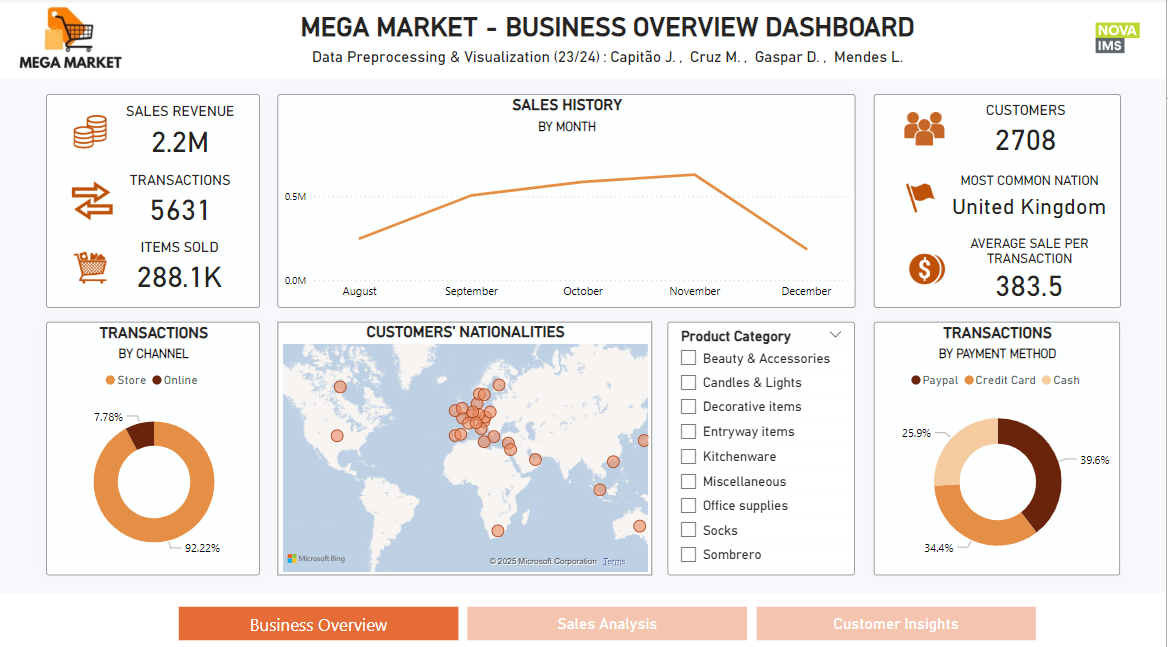 MEGA MARKET
MEGA MARKET - BUSINESS OVERVIEW DASHBOARD
Data Preprocessing & Visualization (23/24) : Capitão J. , Cruz M. , Gaspar D. , Mendes L.
NOVA
IMS
SALES REVENUE
2.2M
TRANSACTIONS
5631
ITEMS SOLD
288.1K
SALES HISTORY
BY MONTH
0.5M
0.0M
August September October November December
CUSTOMERS
2708
MOST COMMON NATION
United Kingdom
AVERAGE SALE PER
TRANSACTION
383.5
TRANSACTIONS
BY CHANNEL
Store Online
7.78%
92.22%
CUSTOMERS' NATIONALITIES
Microsoft Bing
© 2025 Microsoft Corporation Terms
Product Category
Beauty & Accessories
Candles & Lights
Decorative items
Entryway items
Kitchenware
Miscellaneous
Office supplies
Socks
Sombrero
TRANSACTIONS
BY PAYMENT METHOD
Paypal Credit Card Cash
25.9%
39.6%
34.4%
Business Overview
Sales Analysis
Customer Insights